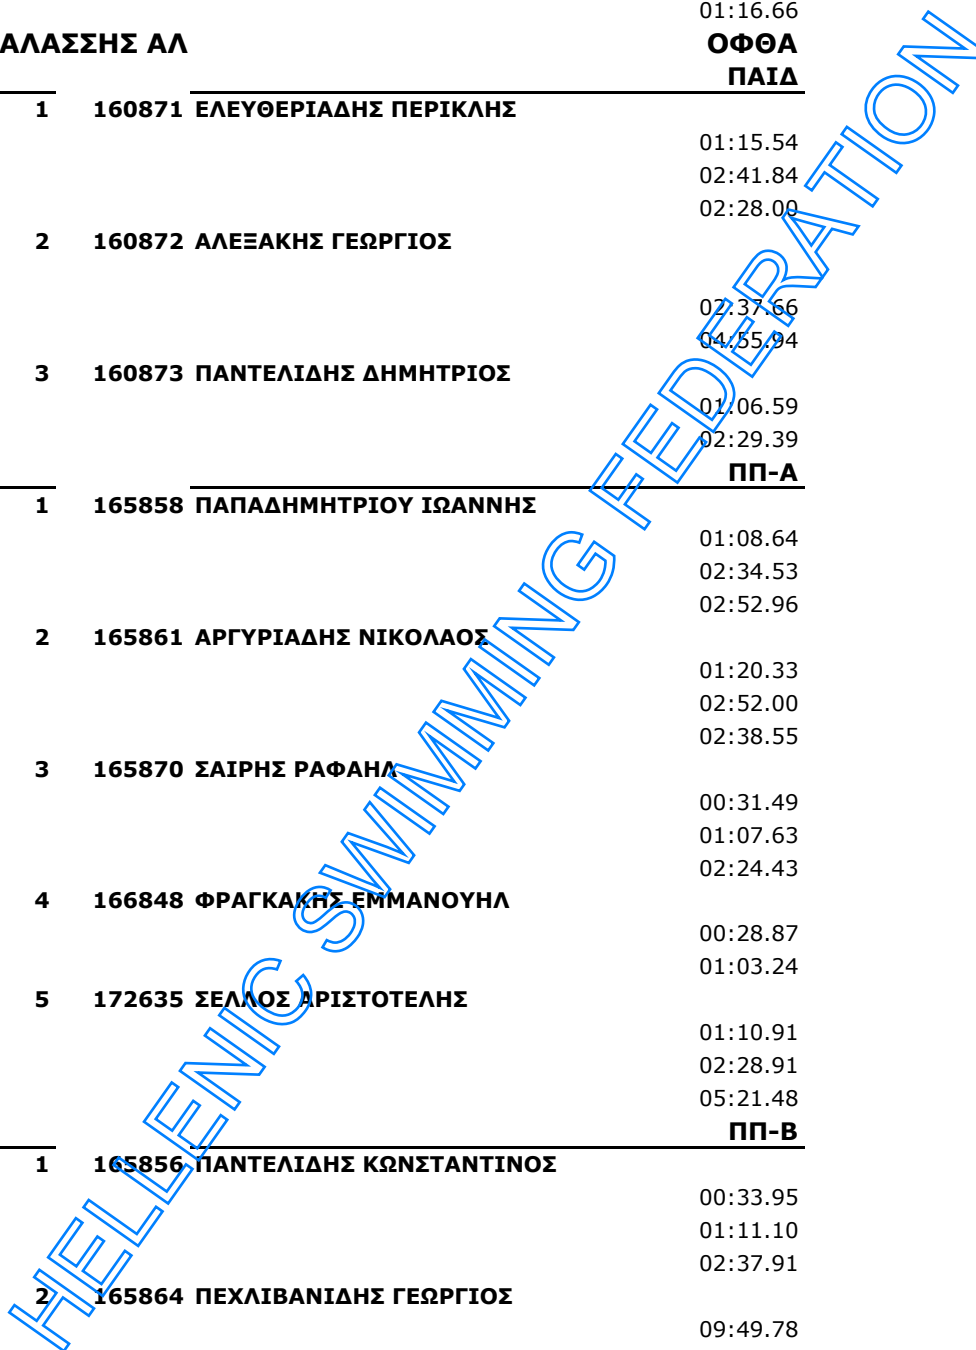 01:16.66
ΑΛΑΣΣΗΣ ΑΛ ΟΦΘΑ
ΠΑΙΔ
1 160871 ΕΛΕΥΘΕΡΙΑΔΗΣ ΠΕΡΙΚΛΗΣ
01:15.54
02:41.84
02:28.00
2 160872 ΑΛΕΞΑΚΗΣ ΓΕΩΡΓΙΟΣ
02:37.66
04:55.94
3 160873 ΠΑΝΤΕΛΙΔΗΣ ΔΗΜΗΤΡΙΟΣ
01:06.59
02:29.39
ΠΠ-Α
1 165858 ΠΑΠΑΔΗΜΗΤΡΙΟΥ ΙΩΑΝΝΗΣ
01:08.64
02:34.53
02:52.96
2 165861 ΑΡΓΥΡΙΑΔΗΣ ΝΙΚΟΛΑΟΣ
01:20.33
02:52.00
02:38.55
3 165870 ΣΑΙΡΗΣ ΡΑΦΑΗΛ
00:31.49
01:07.63
02:24.43
4 166848 ΦΡΑΓΚΑΚΗΣ ΕΜΜΑΝΟΥΗΛ
00:28.87
01:03.24
5 172635 ΣΕΛΛΟΣ ΑΡΙΣΤΟΤΕΛΗΣ
01:10.91
02:28.91
05:21.48
ΠΠ-Β
1 165856 ΠΑΝΤΕΛΙΔΗΣ ΚΩΝΣΤΑΝΤΙΝΟΣ
00:33.95
01:11.10
02:37.91
2 165864 ΠΕΧΛΙΒΑΝΙΔΗΣ ΓΕΩΡΓΙΟΣ
09:49.78
HELLENIC SWIMMING FEDERATION